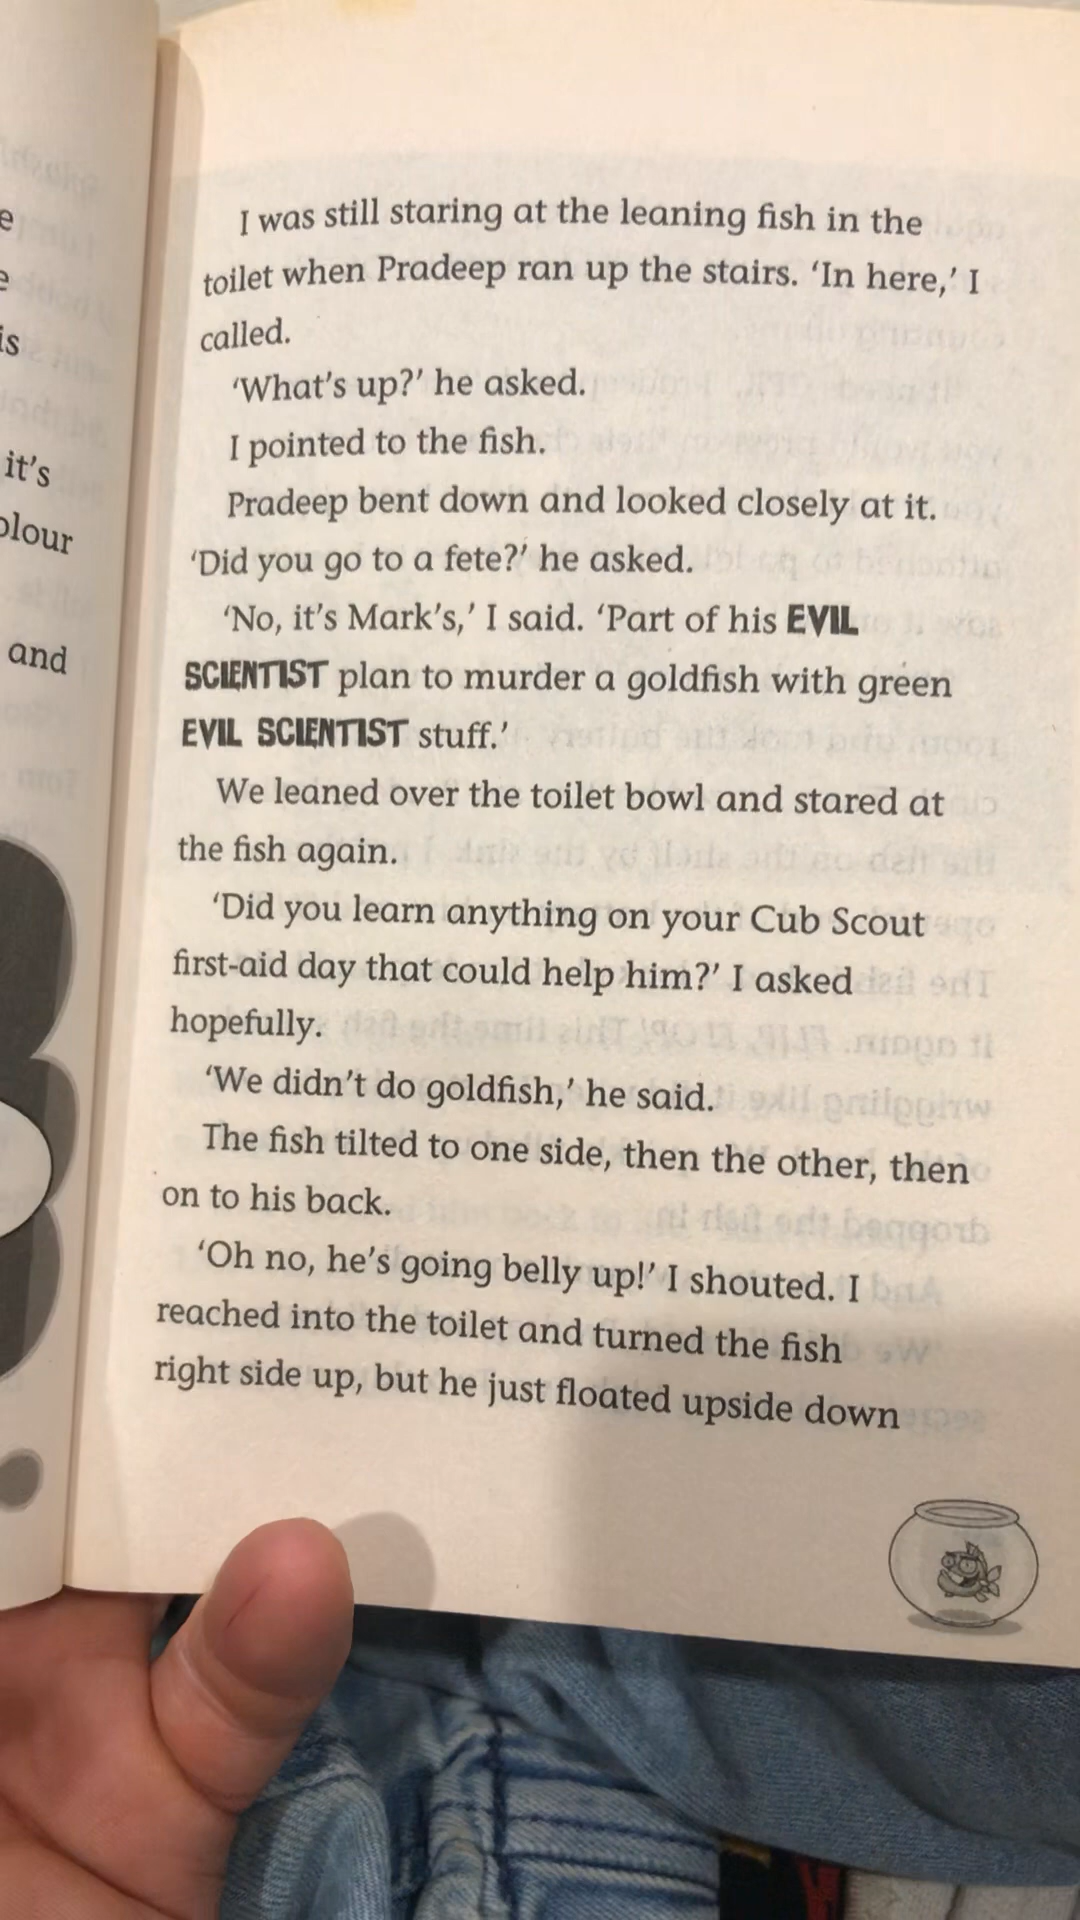 e
e
is
it's
olour
and
I was still staring at the leaning fish in the
toilet when Pradeep ran up the stairs. 'In here,' I
called.
'What's up?' he asked.
I pointed to the fish.
Pradeep bent down and looked closely at it.
'Did you go to a fete?' he asked.
'No, it's Mark's,' I said. 'Part of his EVIL
SCIENTIST plan to murder a goldfish with green
EVIL SCIENTIST stuff.'
We leaned over the toilet bowl and stared at
the fish again.
'Did you learn anything on your Cub Scout
first-aid day that could help him?' I asked
hopefully.
'We didn't do goldfish,' he said.
The fish tilted to one side, then the other, then
on to his back.
'Oh no, he's going belly up!' I shouted. I
reached into the toilet and turned the fish
right side up, but he just floated upside down